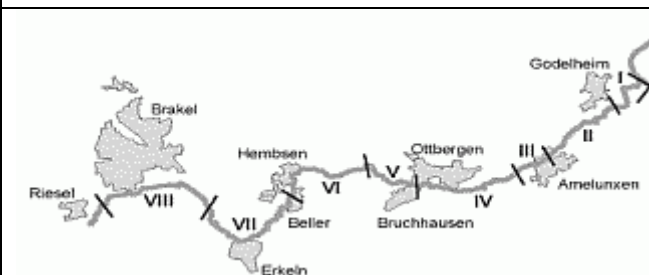 Godelheim
I
Brakel
II
Ottbergen
III
Hembsen
V
Amelunxen
VI
Riesel
VIII
IV
VII
Beller
Bruchhausen
Erkeln